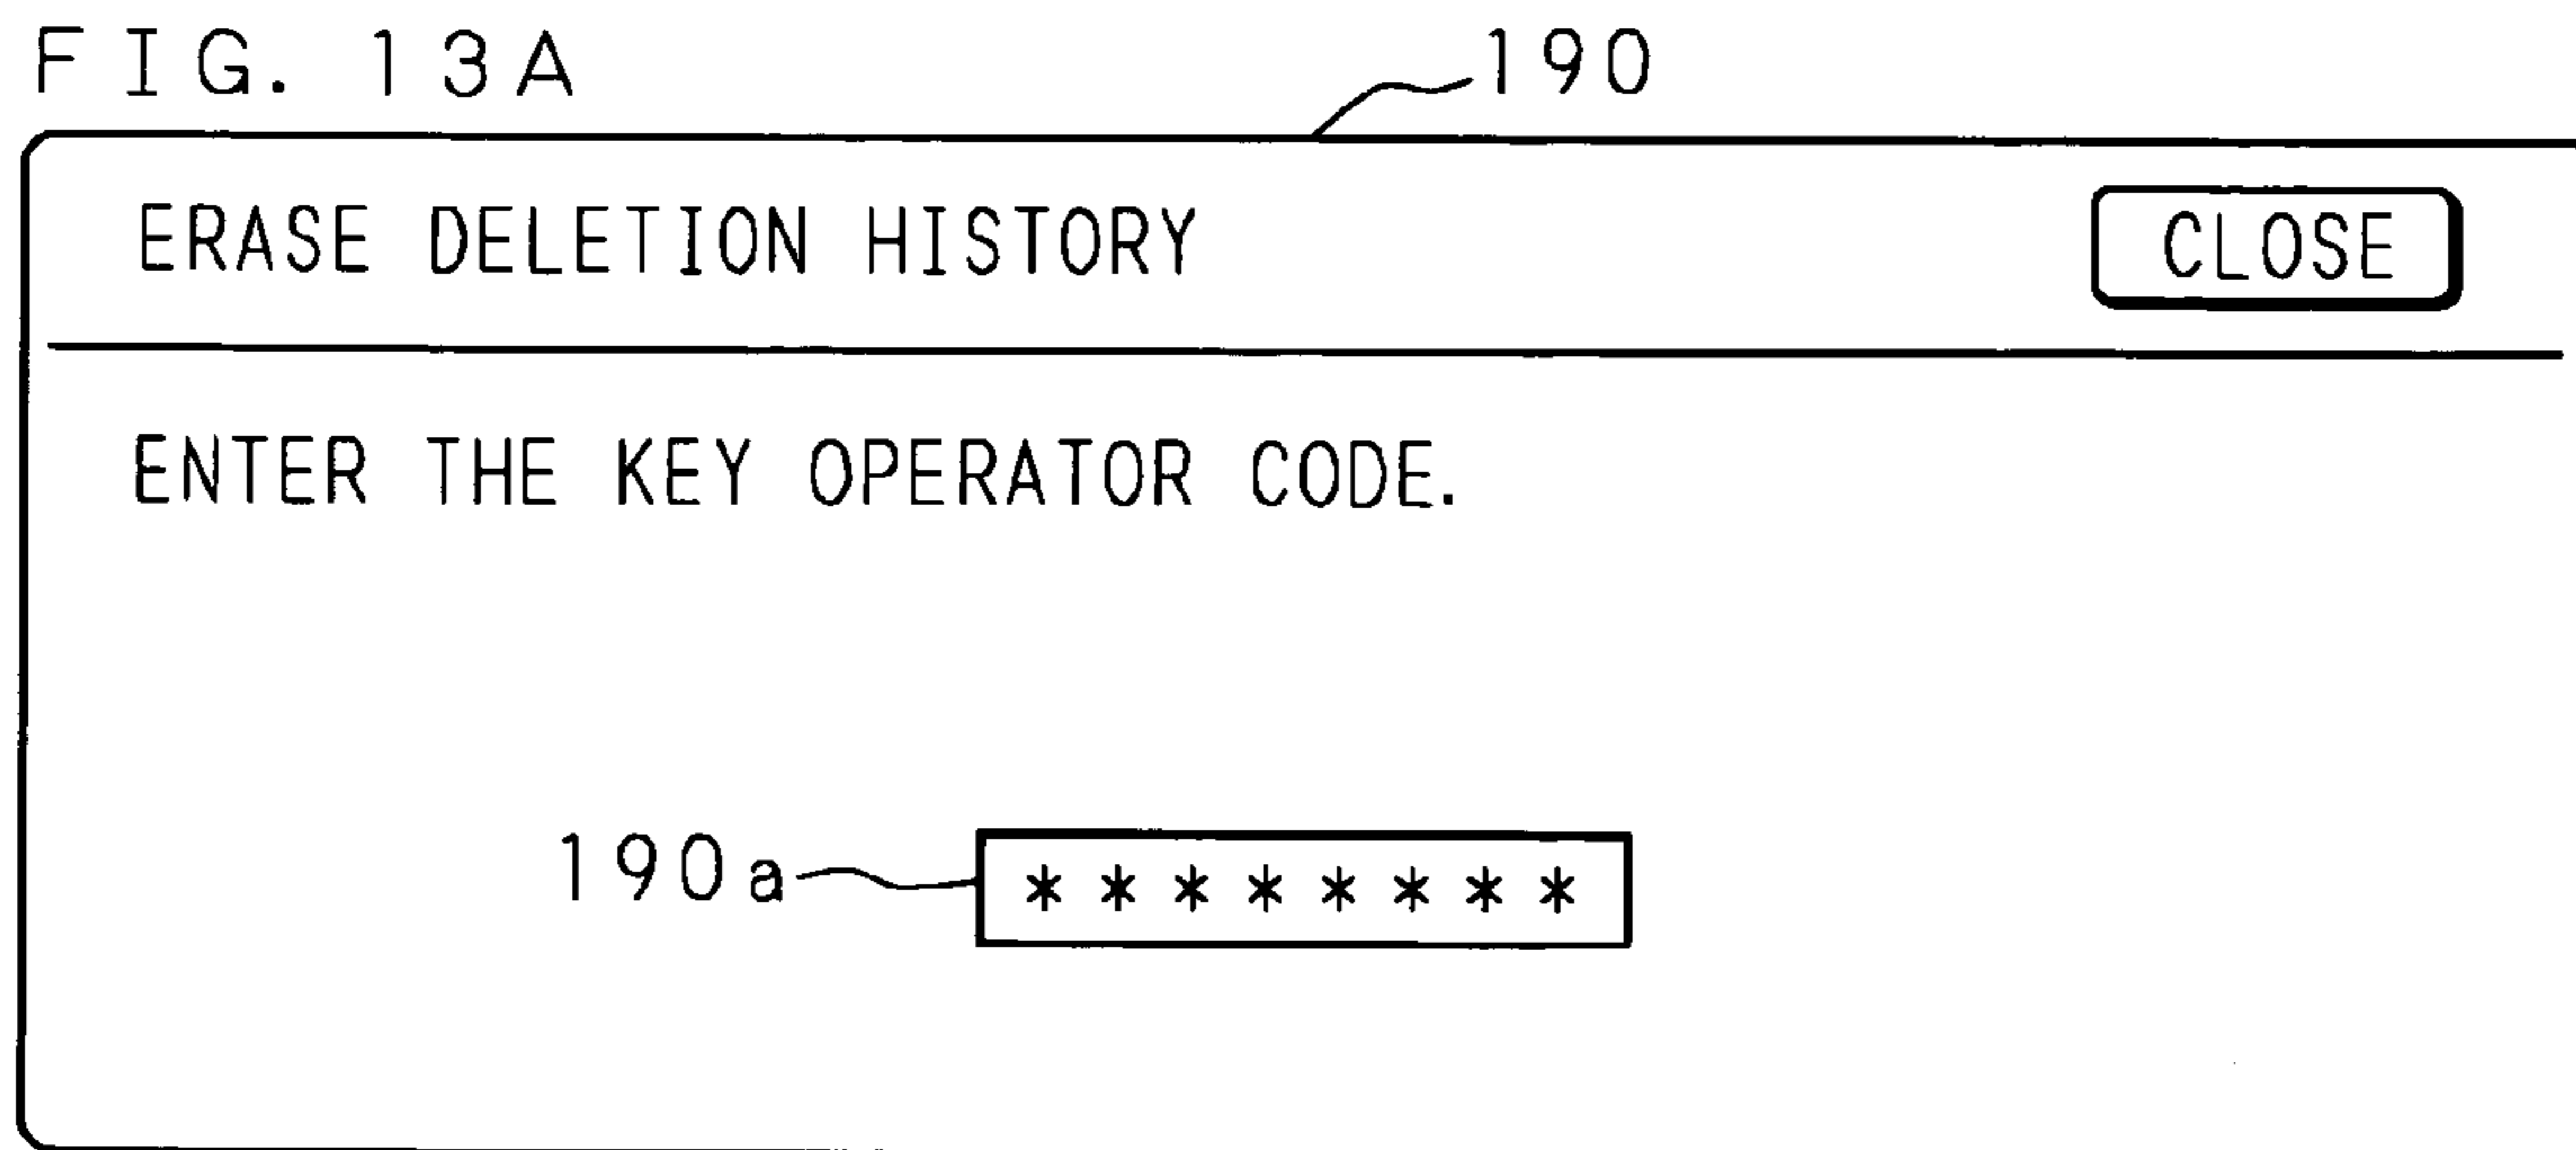 FIG. 13A
190
ERASE DELETION HISTORY
CLOSE
ENTER THE KEY OPERATOR CODE.
190a
********